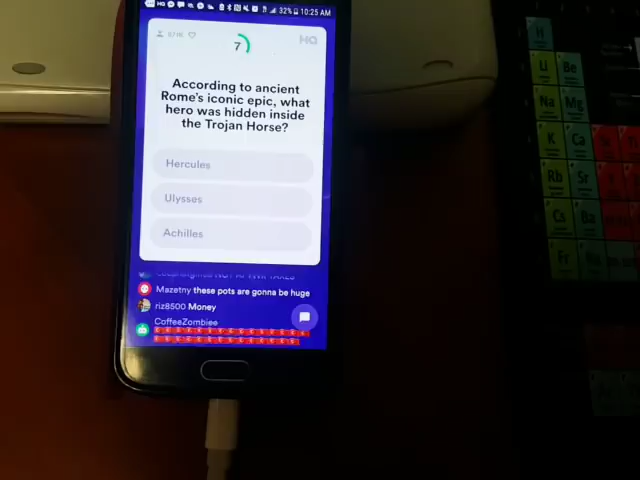 32% 10:25 AM
HQ
7
According to ancient
Rome's iconic epic, what
hero was hidden inside
the Trojan Horse?
Hercules
Ulysses
Achilles
Mazetny these pots are gonna be huge
riz8500 Money
CoffeeZombiee
H
Li Be
Na Mg
K Ca
Rb Sr
Cs Ba
Fr